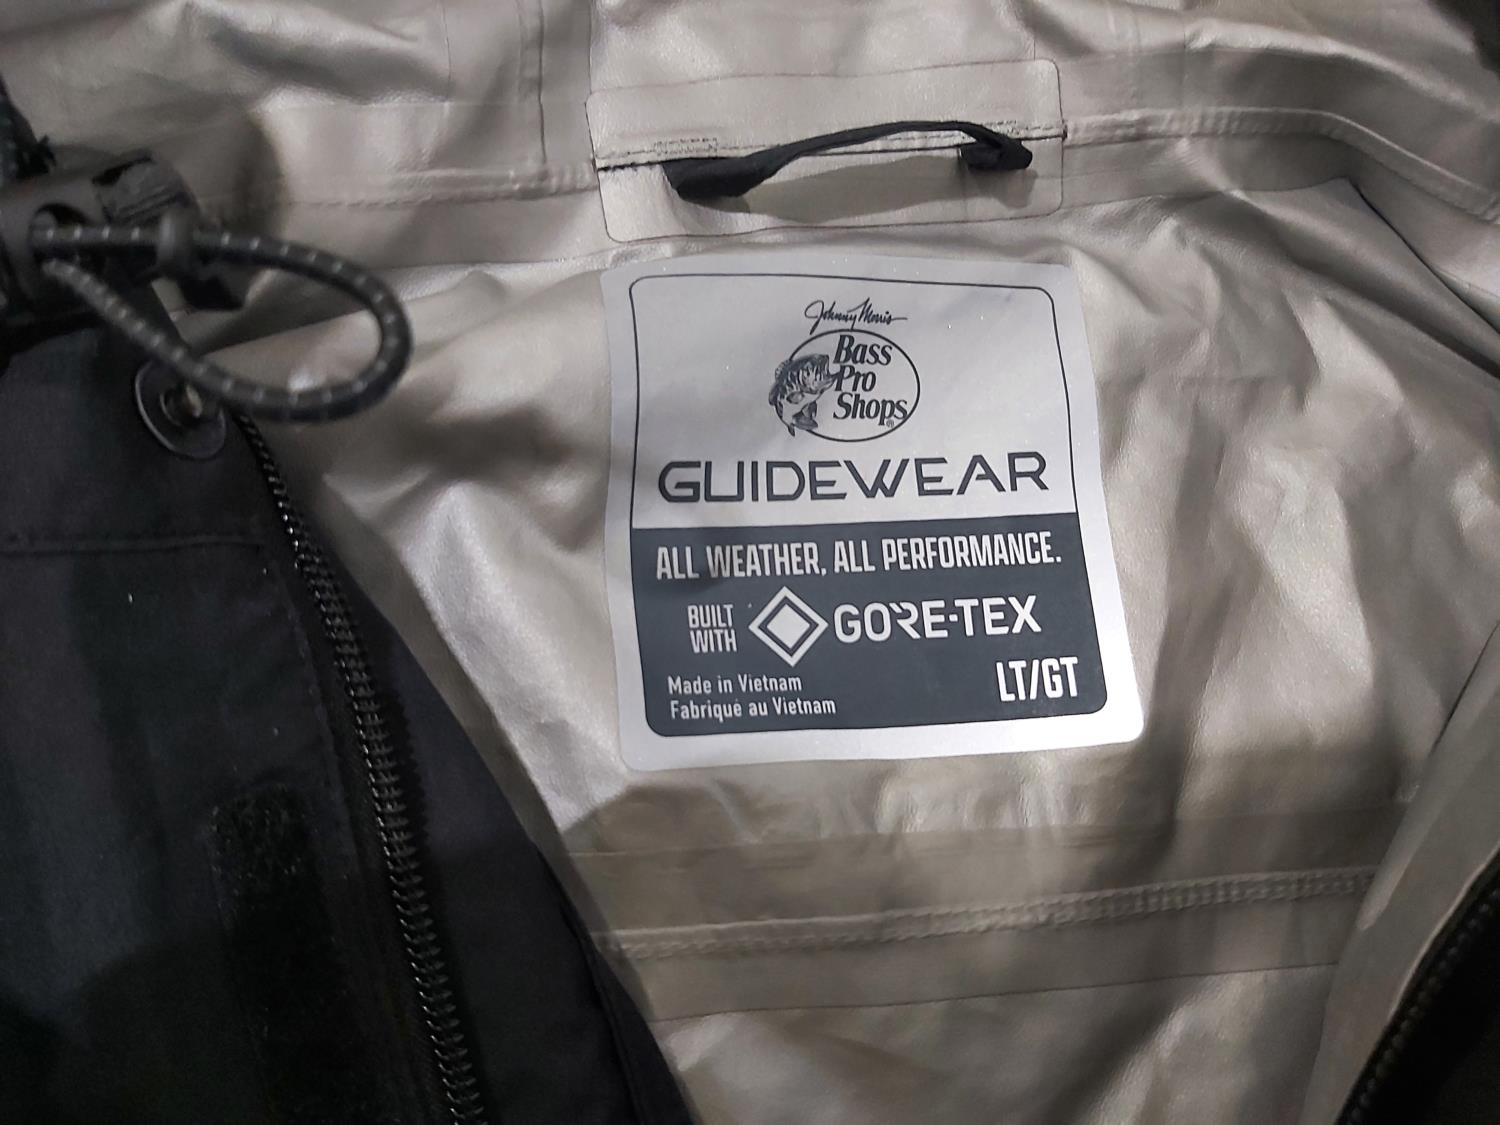 Johnny Morris
Bass
Pro
Shops®
GUIDEWEAR
ALL WEATHER, ALL PERFORMANCE.
BUILT
WITH
GORE-TEX
LT/GT
Made in Vietnam
Fabriqué au Vietnam